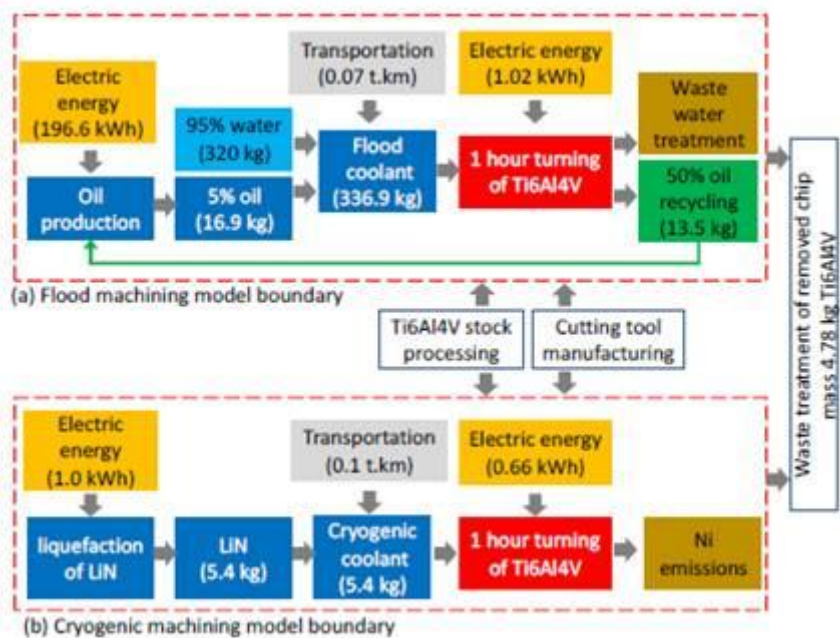 Transportation
(0.07 t.km)
Electric energy
(1.02 kWh)
Electric
energy
(196.6 kWh)
95% water
(320 kg)
Flood
coolant
(336.9 kg)
1 hour turning
of Ti6Al4V
Waste
water
treatment
Oil
production
5% oil
(16.9 kg)
50% oil
recycling
(13.5 kg)
(a) Flood machining model boundary
Ti6Al4V stock
processing
Cutting tool
manufacturing
Waste treatment of removed chip
mass 4.78 kg Ti6Al4V
Electric
energy
(1.0 kWh)
Transportation
(0.1 t.km)
Electric energy
(0.66 kWh)
liquefaction
of LiN
LiN
(5.4 kg)
Cryogenic
coolant
(5.4 kg)
1 hour turning
of Ti6Al4V
Ni
emissions
(b) Cryogenic machining model boundary